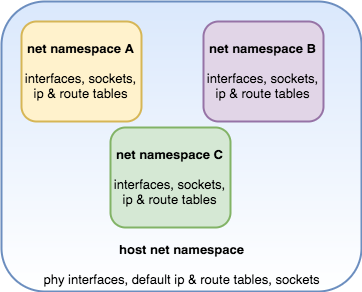 net namespace A
interfaces, sockets,
ip & route tables
net namespace B
interfaces, sockets,
ip & route tables
net namespace C
interfaces, sockets,
ip & route tables
host net namespace
phy interfaces, default ip & route tables, sockets